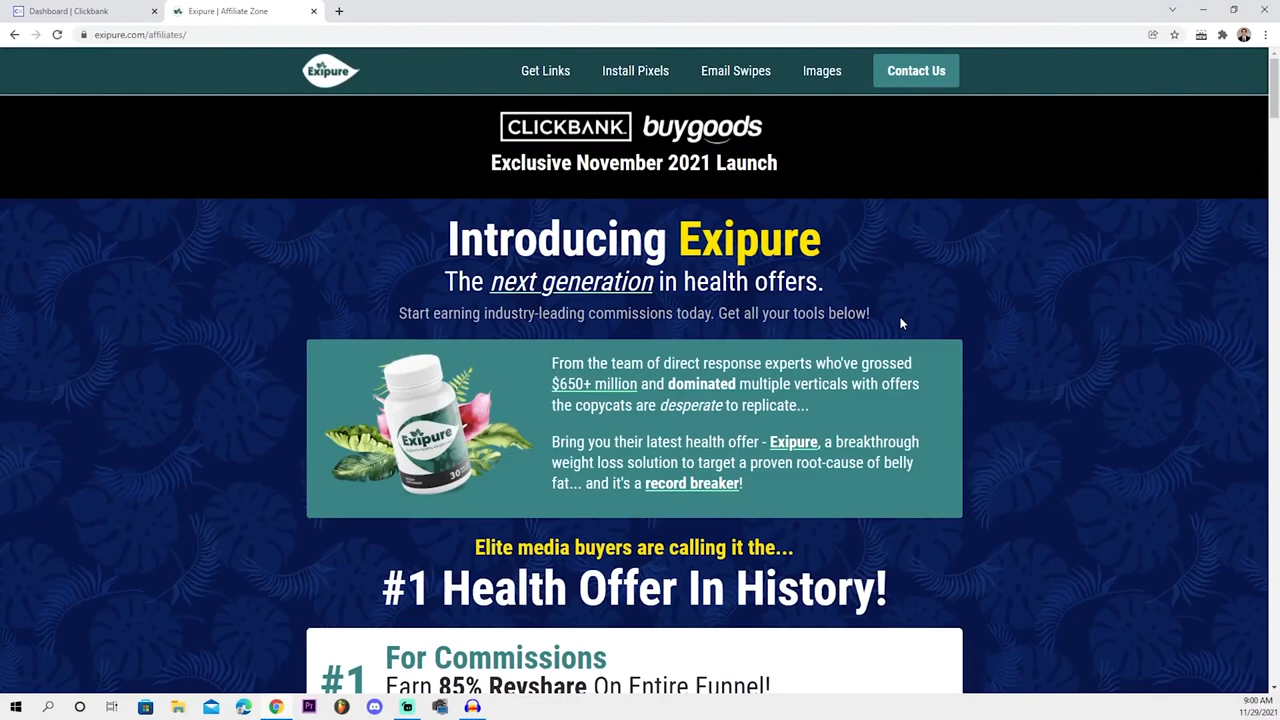 Dashboard | Clickbank
Exipure | Affiliate Zone
exipure.com/affiliates/
Exipure
Get Links
Install Pixels
Email Swipes
Images
Contact Us
CLICKBANK
buygoods
Exclusive November 2021 Launch
Introducing Exipure
The next generation in health offers.
Start earning industry-leading commissions today. Get all your tools below!
From the team of direct response experts who've grossed
$650+ million and dominated multiple verticals with offers
the copycats are desperate to replicate...
Bring you their latest health offer - Exipure, a breakthrough
weight loss solution to target a proven root-cause of belly
fat... and it's a record breaker!
Exipure
30
Elite media buyers are calling it the...
#1 Health Offer In History!
#1
For Commissions
Earn 85% Revshare On Entire Funnel!
9:00 AM
11/29/2021